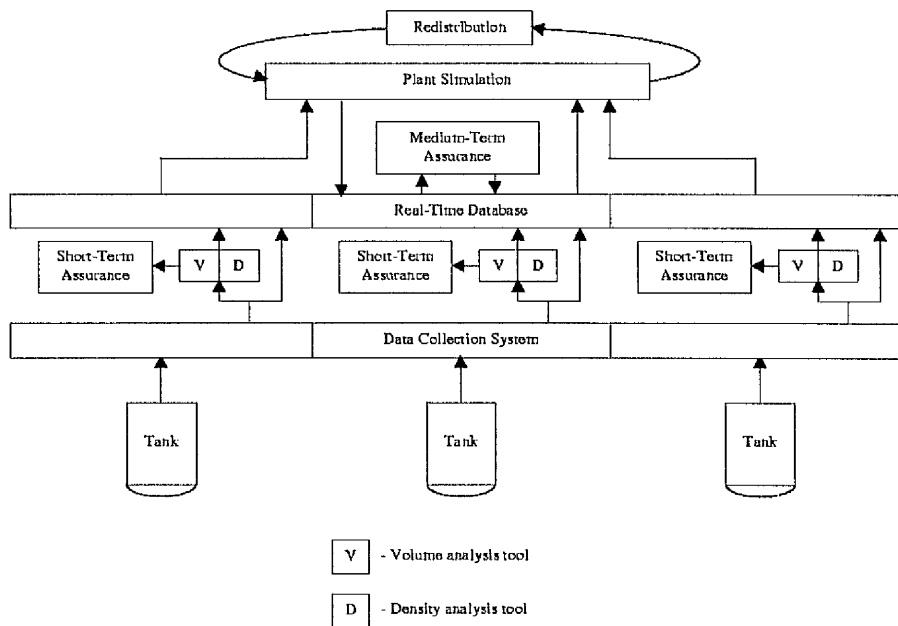 Redistribution
Plant Simulation
Medium-Term
Assurance
Real-Time Database
Short-Term
Assurance
V D
Short-Term
Assurance
V D
Short-Term
Assurance
V D
Data Collection System
Tank
Tank
Tank
V - Volume analysis tool
D - Density analysis tool